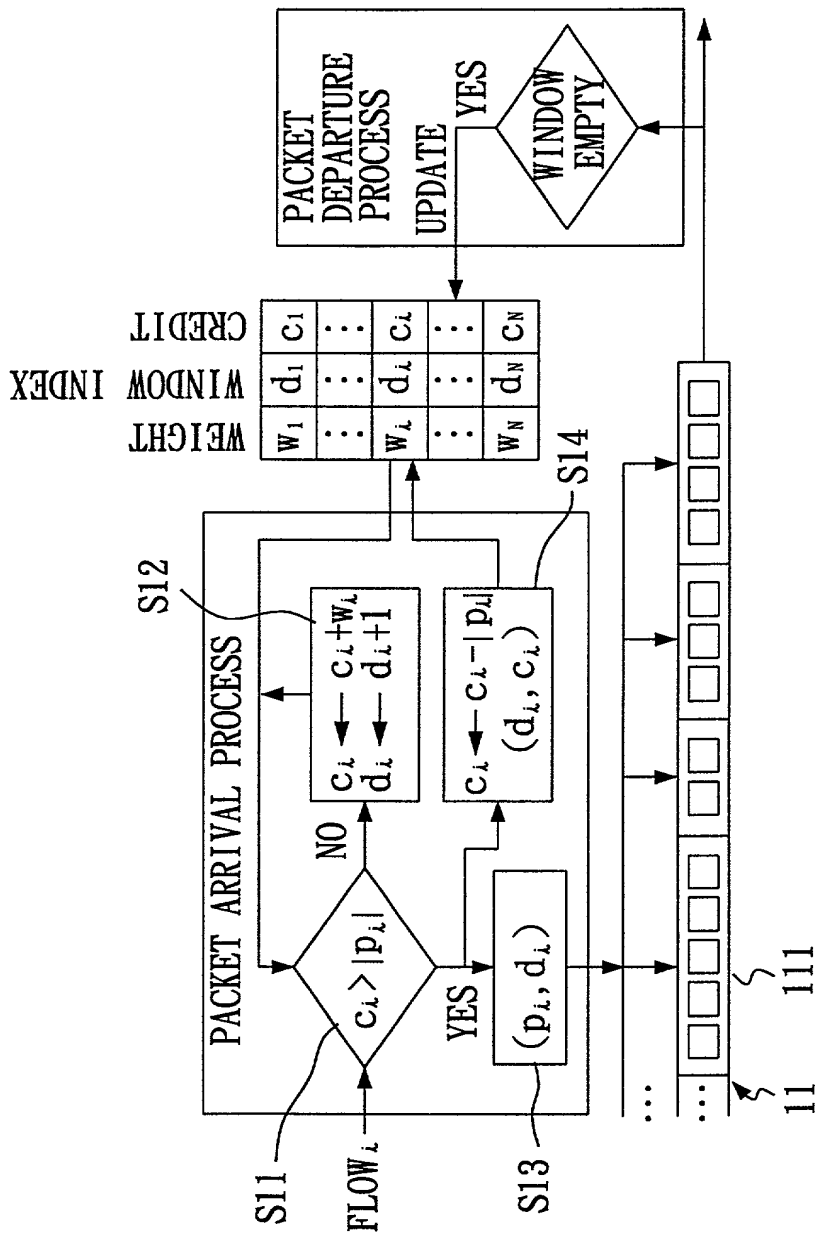 PACKET ARRIVAL PROCESS
S11
FLOWi
ci > |pi|
NO
YES
S12
ci ← ci+wi
di ← di+1
S13
(pi, di)
S14
ci ← ci−|pi|
(di, ci)
WEIGHT WINDOW INDEX CREDIT
w1 d1 c1
... ... ...
wi di ci
... ... ...
wN dN cN
PACKET
DEPARTURE
PROCESS
UPDATE
YES
WINDOW
EMPTY
...
...
11
111